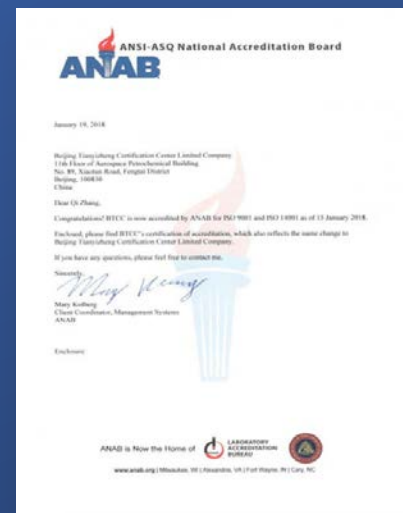 ANSI-ASQ National Accreditation Board
ANAB
January 19, 2018
Beijing Tianyizheng Certification Center Limited Company
11th Floor of Aerospace Petrochemical Building
No. 89, Xiaotun Road, Fengtai District
Beijing, 100830
China
Dear Qi Zhang,
Congratulations! BTCC is now accredited by ANAB for ISO 9001 and ISO 14001 as of 15 January 2018.
Enclosed, please find BTCC's certification of accreditation, which also reflects the same change to
Beijing Tianyizheng Certification Center Limited Company.
If you have any questions, please feel free to contact me.
Sincerely,
Mary
Client Coordinator, Management Systems
ANAB
Enclosure
ANAB is Now the Home of
LABORATORY
ACCREDITATION
BUREAU
www.anab.org | Milwaukee, WI | Alexandria, VA | Fort Wayne, IN | Cary, NC